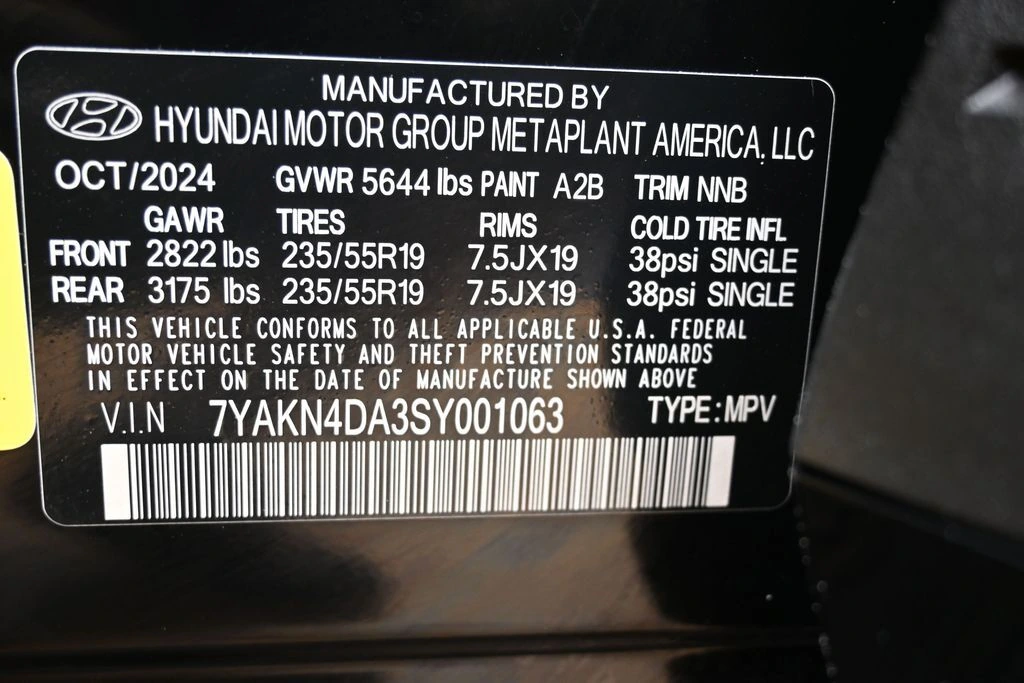 MANUFACTURED BY
HYUNDAI MOTOR GROUP METAPLANT AMERICA, LLC
OCT/2024 GVWR 5644 lbs PAINT A2B TRIM NNB
GAWR TIRES RIMS COLD TIRE INFL
FRONT 2822 lbs 235/55R19 7.5JX19 38psi SINGLE
REAR 3175 lbs 235/55R19 7.5JX19 38psi SINGLE
THIS VEHICLE CONFORMS TO ALL APPLICABLE U.S.A. FEDERAL
MOTOR VEHICLE SAFETY AND THEFT PREVENTION STANDARDS
IN EFFECT ON THE DATE OF MANUFACTURE SHOWN ABOVE
V.I.N 7YAKN4DA3SY001063 TYPE:MPV